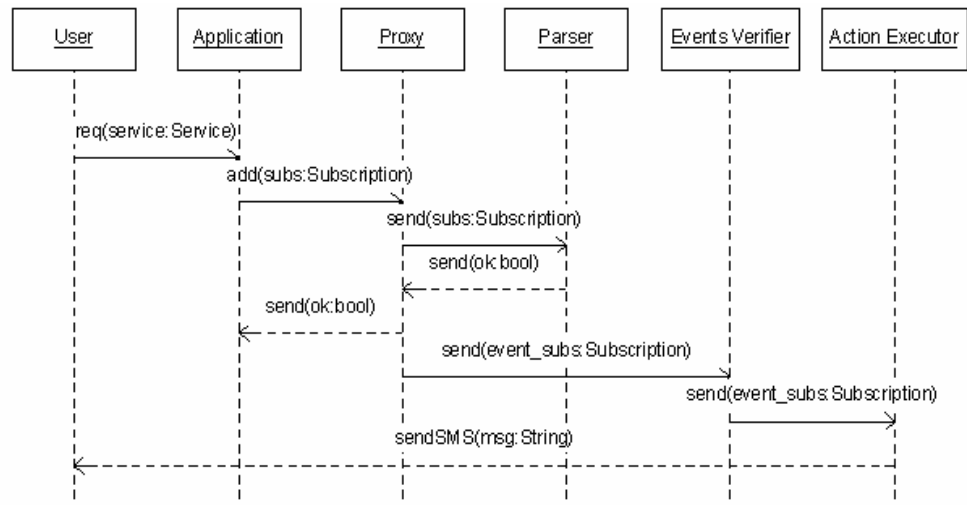 User
Application
Proxy
Parser
Events Verifier
Action Executor
req(service:Service)
add(subs:Subscription)
send(subs:Subscription)
send(ok:bool)
send(ok:bool)
send(event_subs:Subscription)
send(event_subs:Subscription)
sendSMS(msg:String)